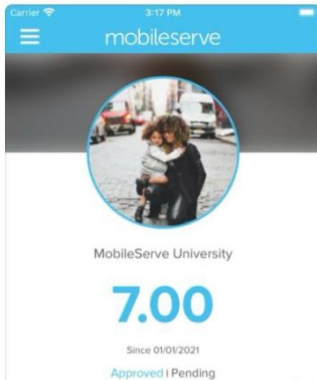 Carrier 3:17 PM
mobileserve
MobileServe University
7.00
Since 01/01/2021
Approved | Pending